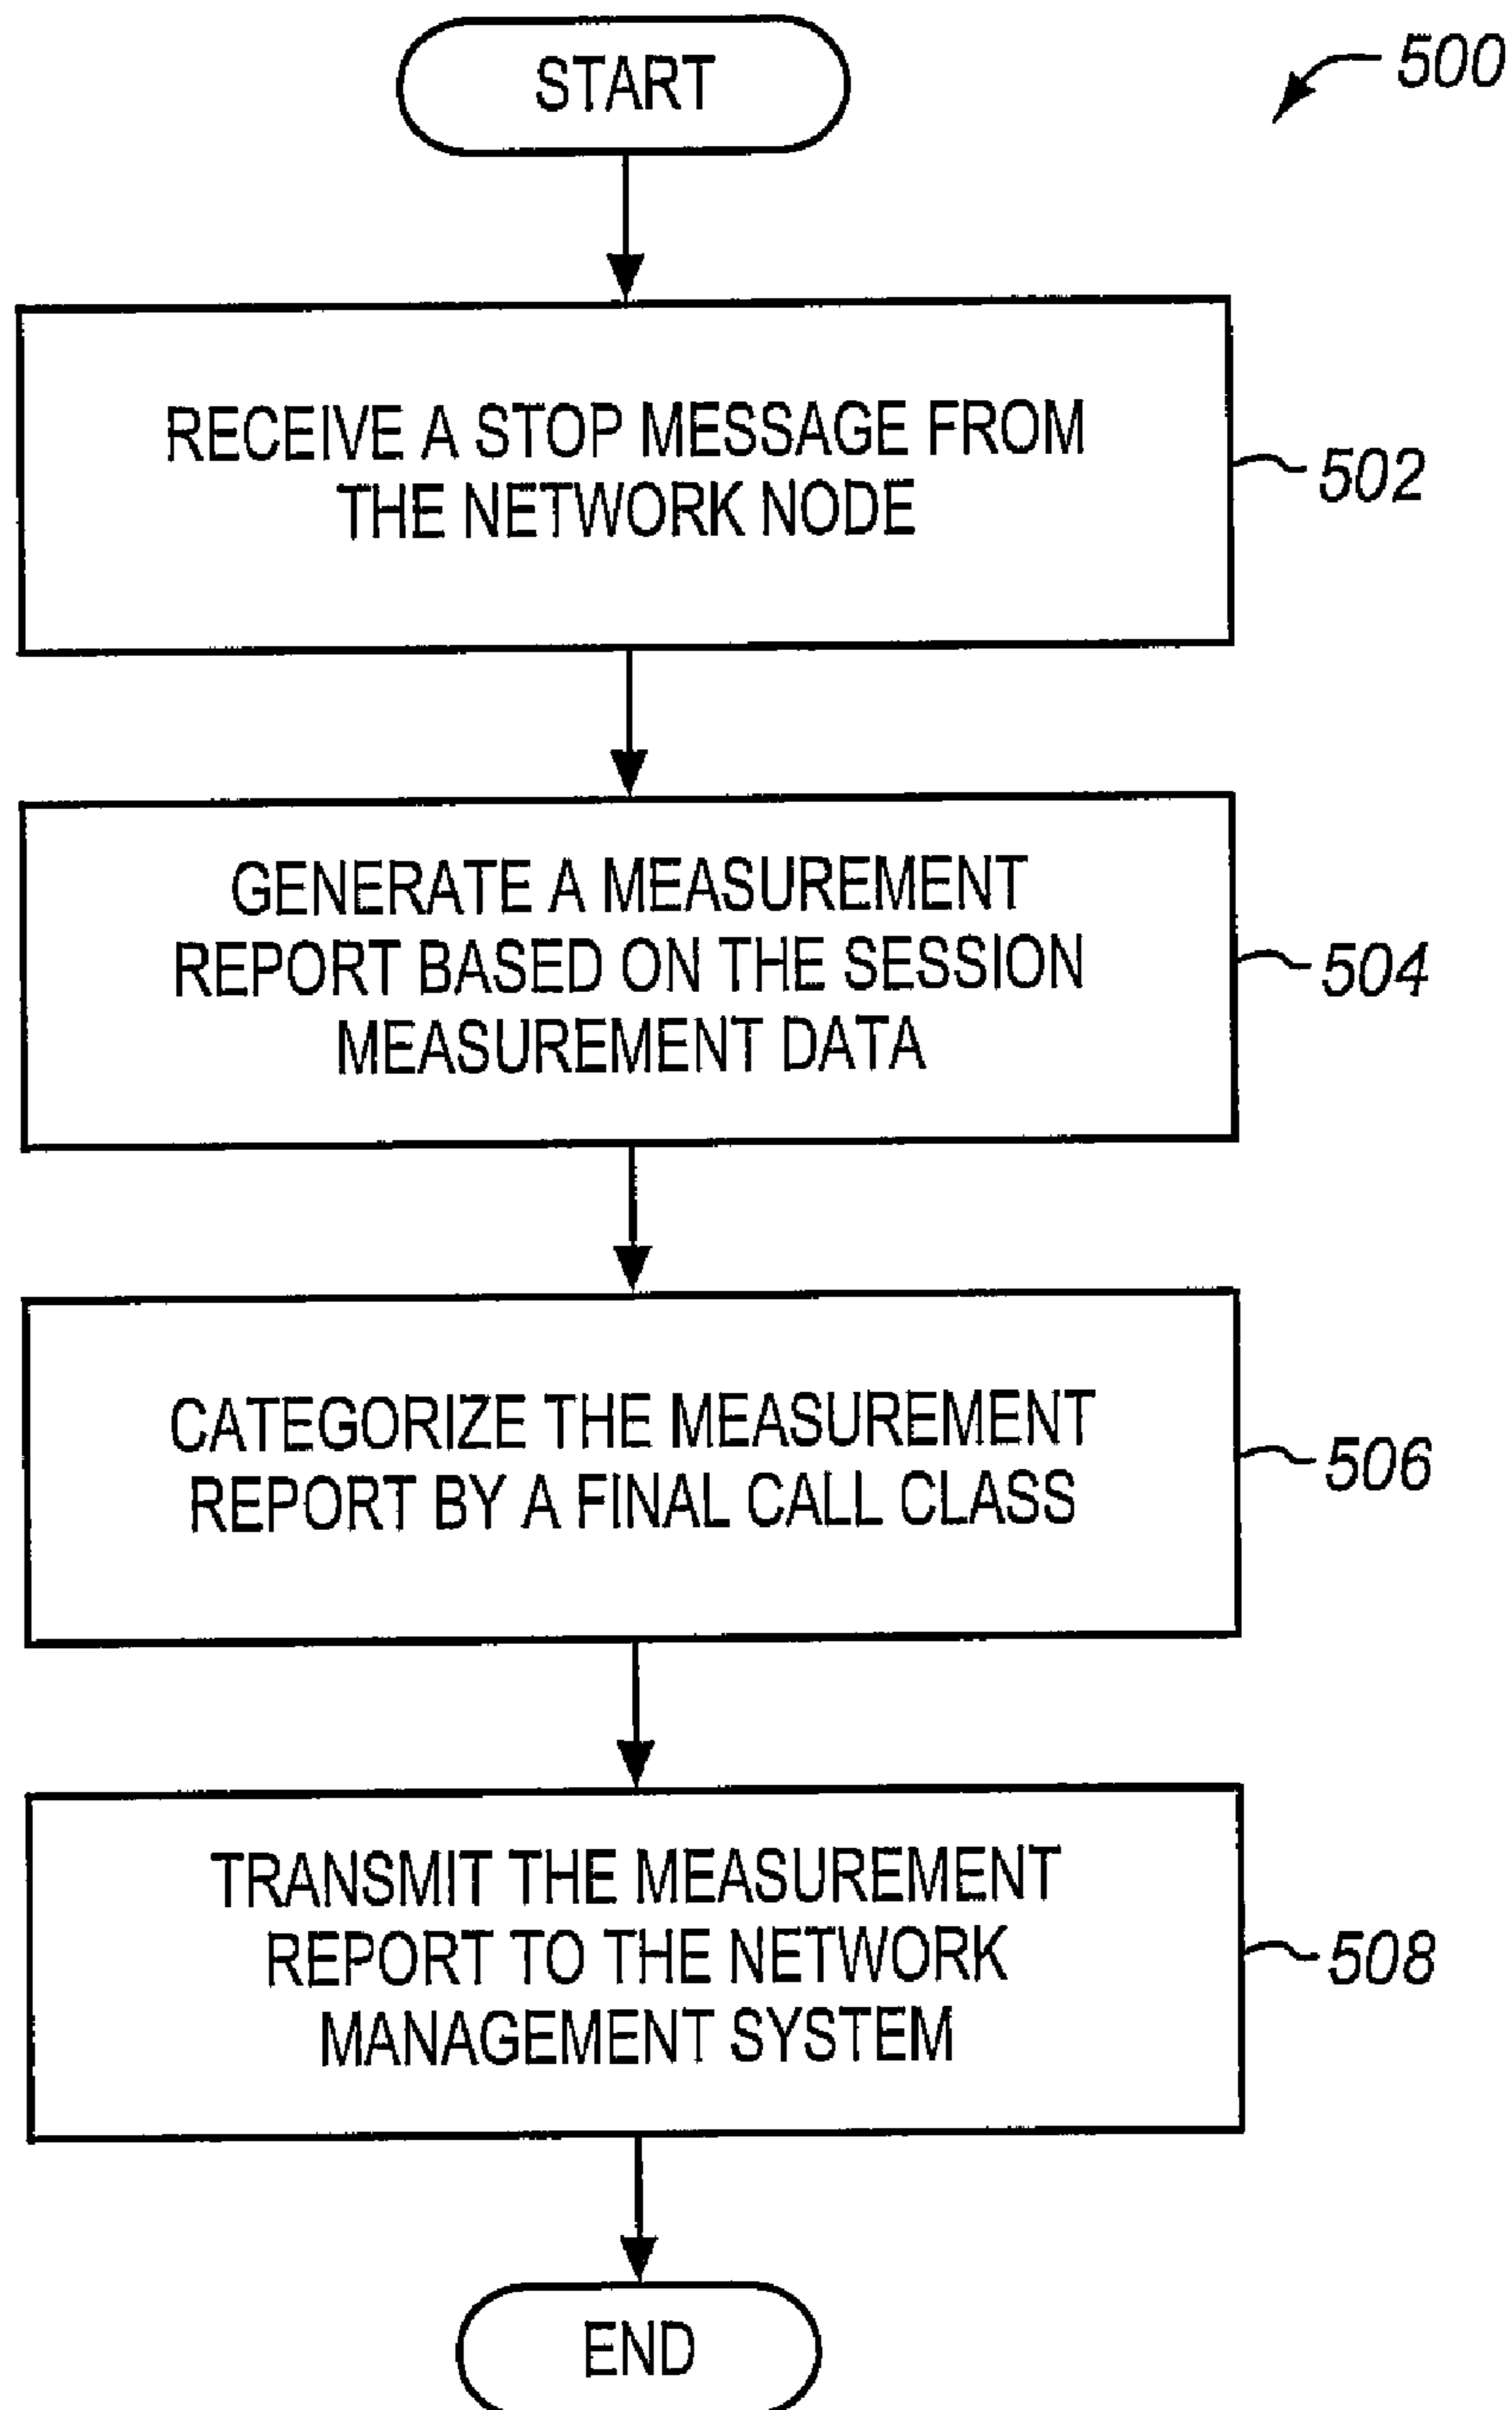 START
500
RECEIVE A STOP MESSAGE FROM
THE NETWORK NODE
502
GENERATE A MEASUREMENT
REPORT BASED ON THE SESSION
MEASUREMENT DATA
504
CATEGORIZE THE MEASUREMENT
REPORT BY A FINAL CALL CLASS
506
TRANSMIT THE MEASUREMENT
REPORT TO THE NETWORK
MANAGEMENT SYSTEM
508
END